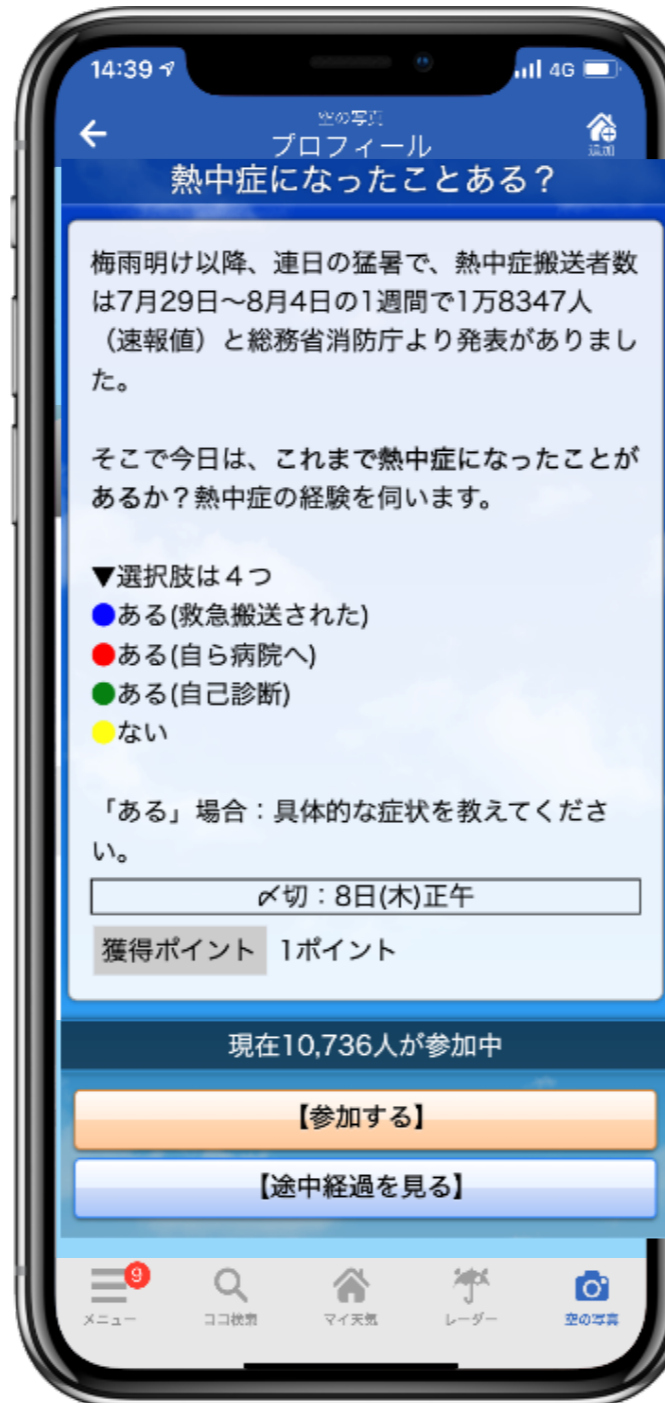 14:39
4G
空の写真
プロフィール
追加
熱中症になったことある？
梅雨明け以降、連日の猛暑で、熱中症搬送者数
は7月29日～8月4日の1週間で1万8347人
（速報値）と総務省消防庁より発表がありまし
た。
そこで今日は、これまで熱中症になったことが
あるか？熱中症の経験を伺います。
▼選択肢は４つ
●ある(救急搬送された)
●ある(自ら病院へ)
●ある(自己診断)
●ない
「ある」場合：具体的な症状を教えてくださ
い。
〆切：8日(木)正午
獲得ポイント 1ポイント
現在10,736人が参加中
【参加する】
【途中経過を見る】
9
メニュー ココ検索 マイ天気 レーダー 空の写真